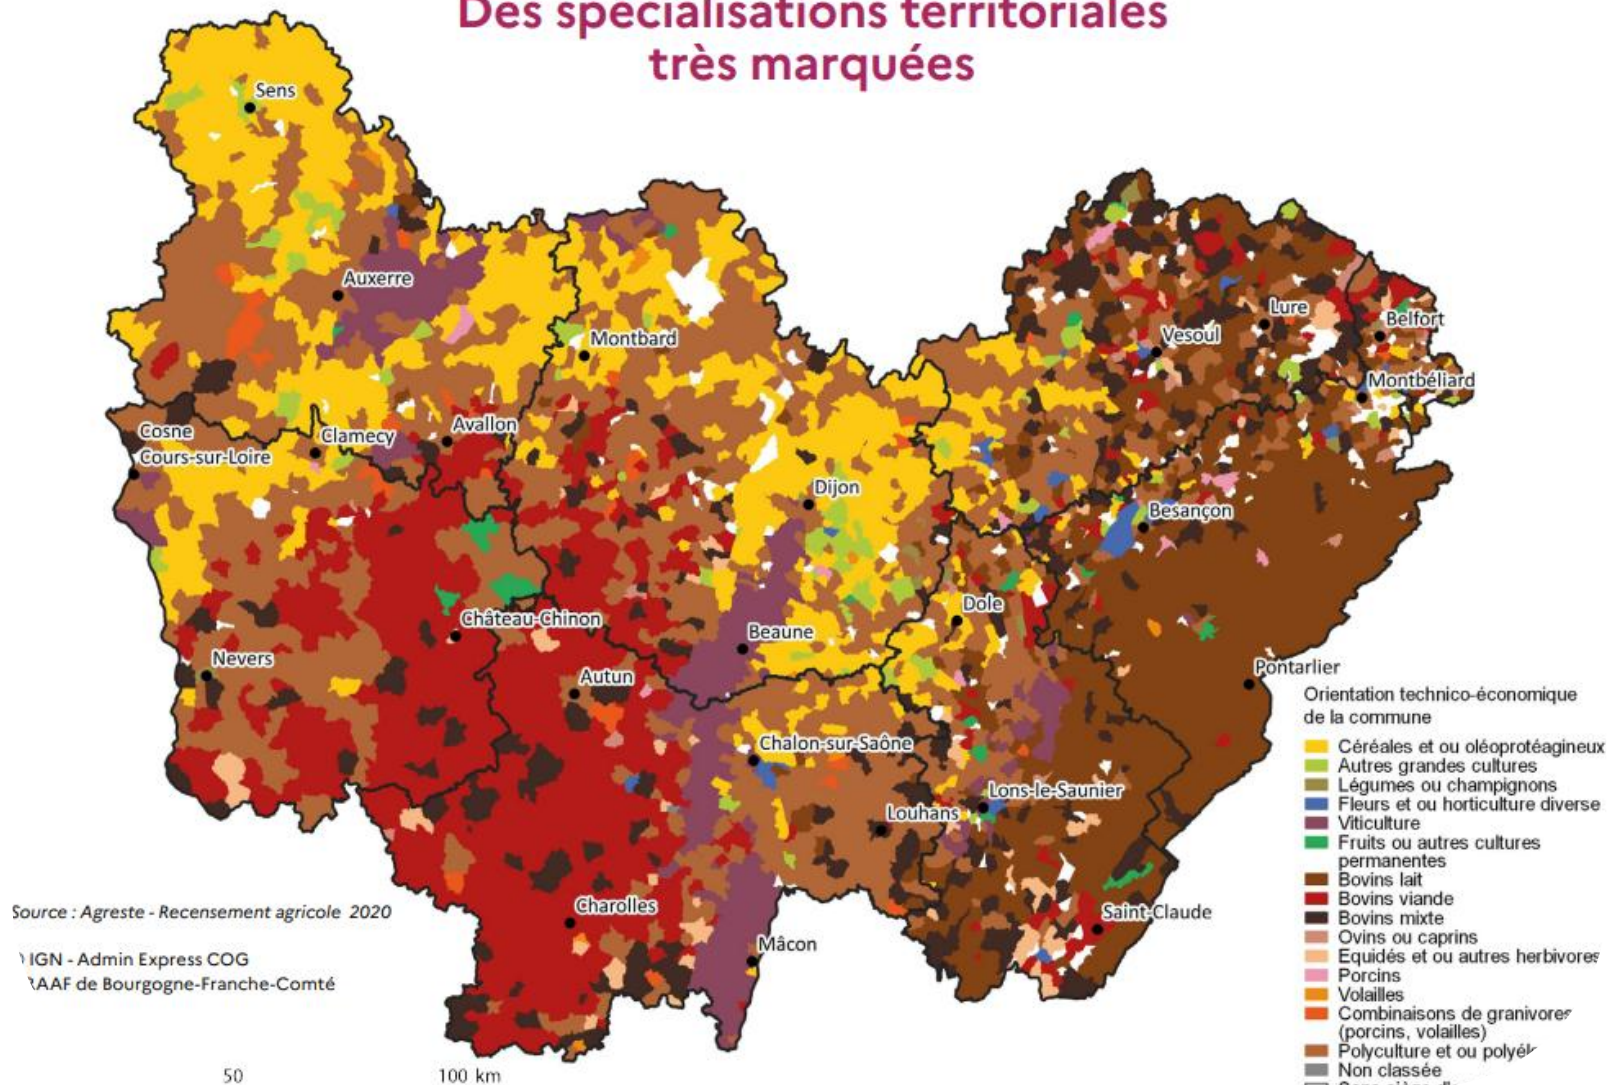 Des spécialisations territoriales
très marquées
Sens
Auxerre
Montbard
Lure
Belfort
Vesoul
Montbéliard
Avallon
Clamecy
Cosne
Cours-sur-Loire
Dijon
Besançon
Château-Chinon
Dole
Beaune
Nevers
Autun
Pontarlier
Chalon-sur-Saône
Lons-le-Saunier
Louhans
Charolles
Saint-Claude
Mâcon
Orientation technico-économique
de la commune
Céréales et ou oléoprotéagineux
Autres grandes cultures
Légumes ou champignons
Fleurs et ou horticulture diverse
Viticulture
Fruits ou autres cultures
permanentes
Bovins lait
Bovins viande
Bovins mixte
Ovins ou caprins
Equidés et ou autres herbivores
Porcins
Volailles
Combinaisons de granivores
(porcins, volailles)
Polyculture et ou
Non classée
Source : Agreste - Recensement agricole 2020
IGN - Admin Express COG
RAAF de Bourgogne-Franche-Comté
50 100 km